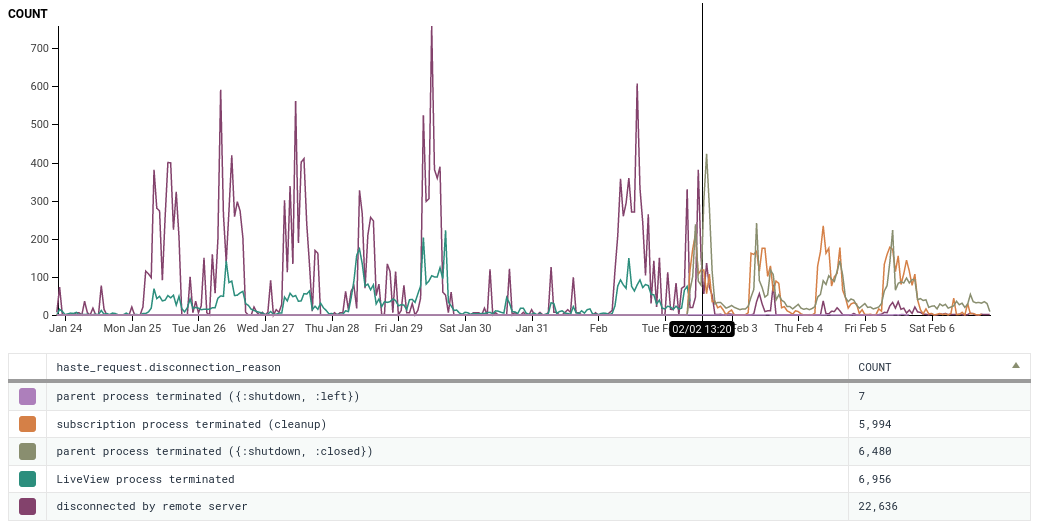 COUNT
700
600
500
400
300
200
100
0
Jan 24 Mon Jan 25 Tue Jan 26 Wed Jan 27 Thu Jan 28 Fri Jan 29 Sat Jan 30 Jan 31 Feb Tue F 02/02 13:20 eb 3 Thu Feb 4 Fri Feb 5 Sat Feb 6
haste_request.disconnection_reason COUNT
parent process terminated ({:shutdown, :left}) 7
subscription process terminated (cleanup) 5,994
parent process terminated ({:shutdown, :closed}) 6,480
LiveView process terminated 6,956
disconnected by remote server 22,636